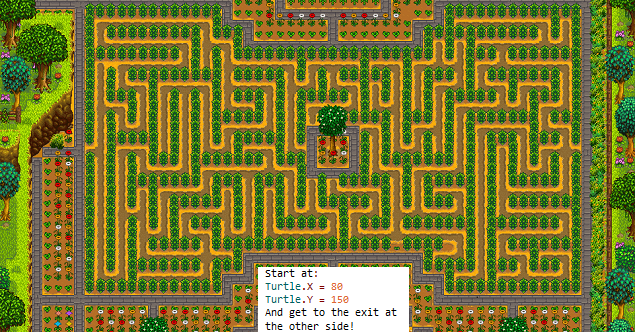 Start at:
Turtle.X = 80
Turtle.Y = 150
And get to the exit at
the other side!